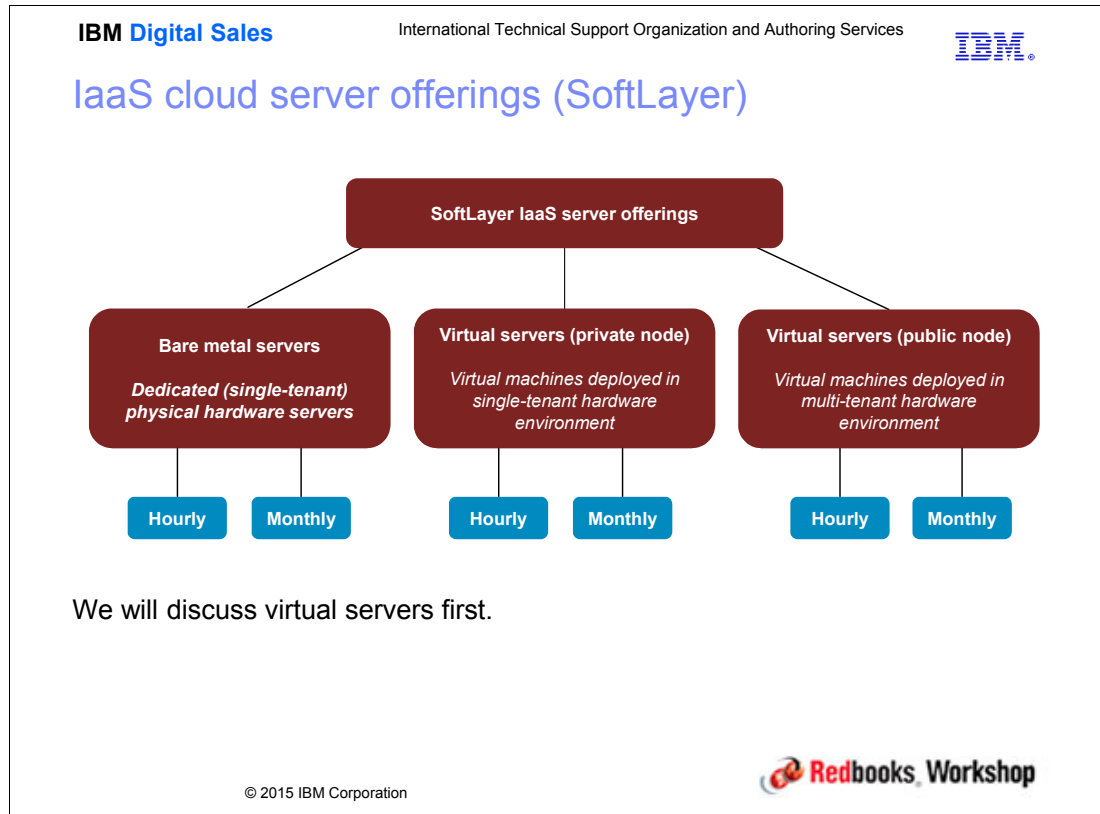 IBM Digital Sales
International Technical Support Organization and Authoring Services
IBM®
IaaS cloud server offerings (SoftLayer)
SoftLayer IaaS server offerings
Bare metal servers
Dedicated (single-tenant)
physical hardware servers
Virtual servers (private node)
Virtual machines deployed in
single-tenant hardware
environment
Virtual servers (public node)
Virtual machines deployed in
multi-tenant hardware
environment
Hourly
Monthly
Hourly
Monthly
Hourly
Monthly
We will discuss virtual servers first.
© 2015 IBM Corporation
Redbooks® Workshop